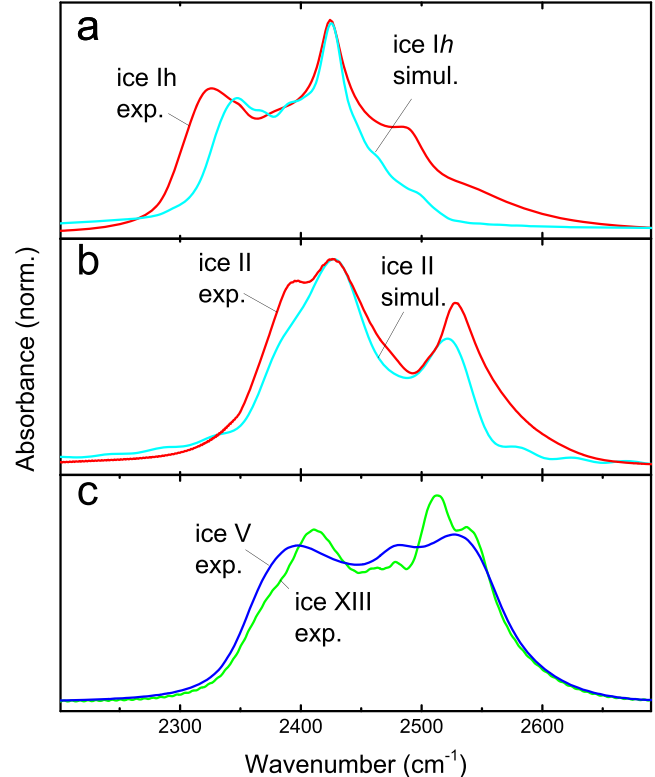 a
ice Ih
exp.
ice Ih
simul.
b
ice II
exp.
ice II
simul.
c
ice V
exp.
ice XIII
exp.
Absorbance (norm.)
2300 2400 2500 2600
Wavenumber (cm⁻¹)